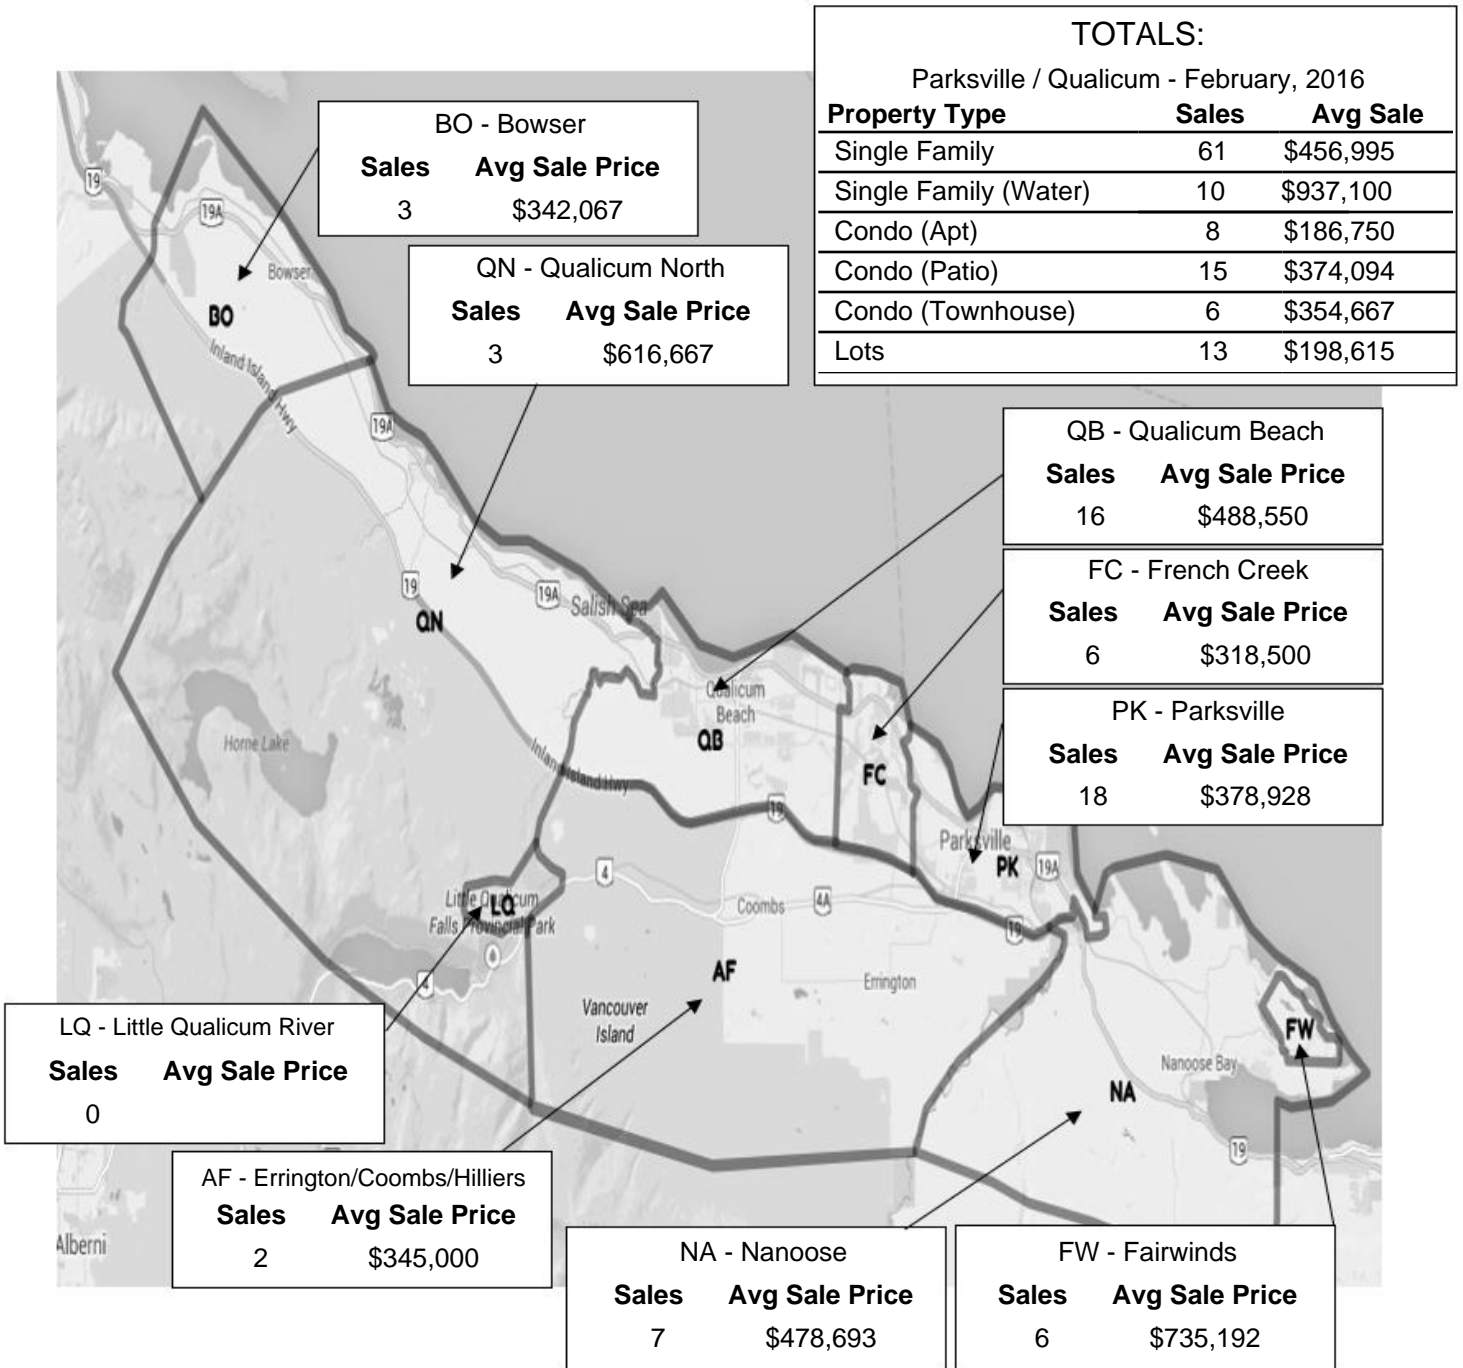 TOTALS:
Parksville / Qualicum - February, 2016
Property Type Sales Avg Sale
Single Family 61 $456,995
Single Family (Water) 10 $937,100
Condo (Apt) 8 $186,750
Condo (Patio) 15 $374,094
Condo (Townhouse) 6 $354,667
Lots 13 $198,615
BO - Bowser
Sales Avg Sale Price
3 $342,067
QN - Qualicum North
Sales Avg Sale Price
3 $616,667
QB - Qualicum Beach
Sales Avg Sale Price
16 $488,550
FC - French Creek
Sales Avg Sale Price
6 $318,500
PK - Parksville
Sales Avg Sale Price
18 $378,928
LQ - Little Qualicum River
Sales Avg Sale Price
0
AF - Errington/Coombs/Hilliers
Sales Avg Sale Price
2 $345,000
NA - Nanoose
Sales Avg Sale Price
7 $478,693
FW - Fairwinds
Sales Avg Sale Price
6 $735,192
19
19A
Bowser
BO
Inland Island Hwy
19A
19
19A
Salish Sea
QN
Qualicum
Beach
QB
Horne Lake
Inland Island Hwy
FC
19
Parksville
PK
19A
4
Little Qualicum
Falls Provincial Park
LQ
Coombs
4A
19
6
4
AF
Errington
Vancouver
Island
FW
Nanoose Bay
NA
19
Alberni